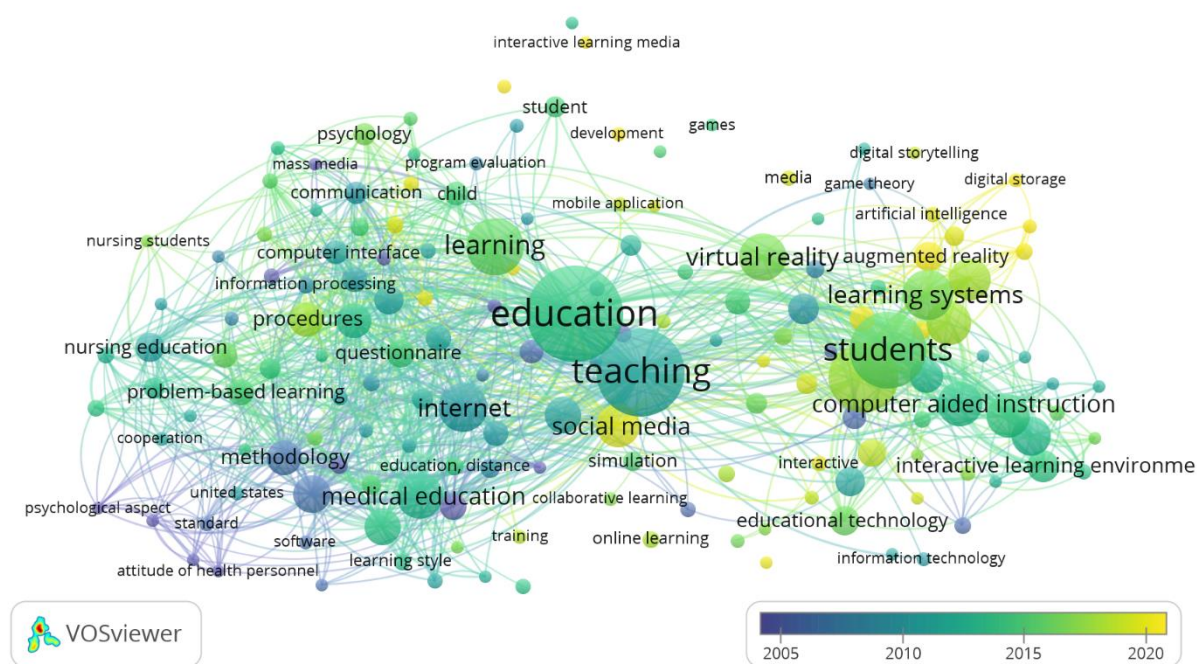 interactive learning media
student
development
games
psychology
mass media
program evaluation
digital storytelling
communication
child
media
game theory
digital storage
mobile application
artificial intelligence
nursing students
computer interface
learning
virtual reality
augmented reality
information processing
learning systems
education
procedures
nursing education
questionnaire
students
teaching
problem-based learning
internet
computer aided instruction
social media
cooperation
methodology
education, distance
simulation
interactive
interactive learning environme
united states
medical education
collaborative learning
psychological aspect
standard
educational technology
software
training
online learning
learning style
information technology
attitude of health personnel
VOSviewer
2005 2010 2015 2020